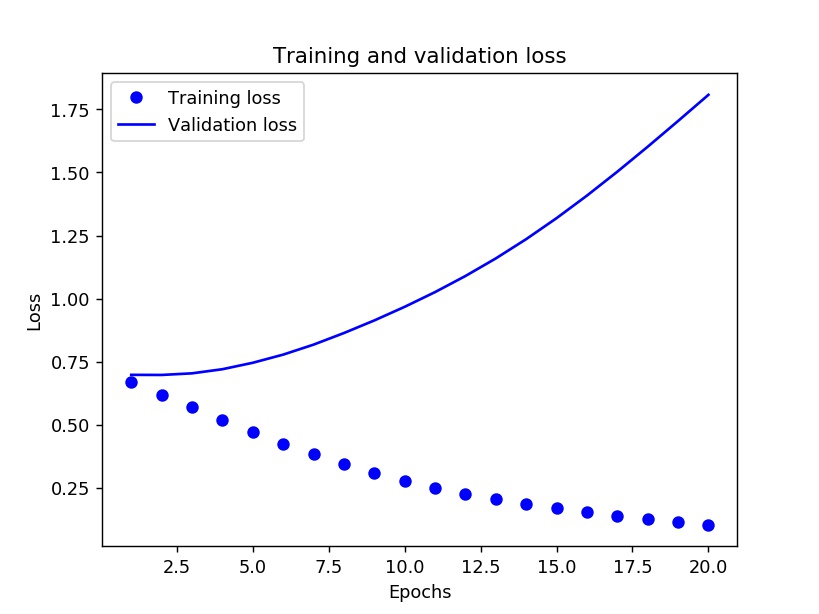 Training and validation loss
Training loss
Validation loss
1.75
1.50
1.25
1.00
0.75
0.50
0.25
Loss
2.5 5.0 7.5 10.0 12.5 15.0 17.5 20.0
Epochs